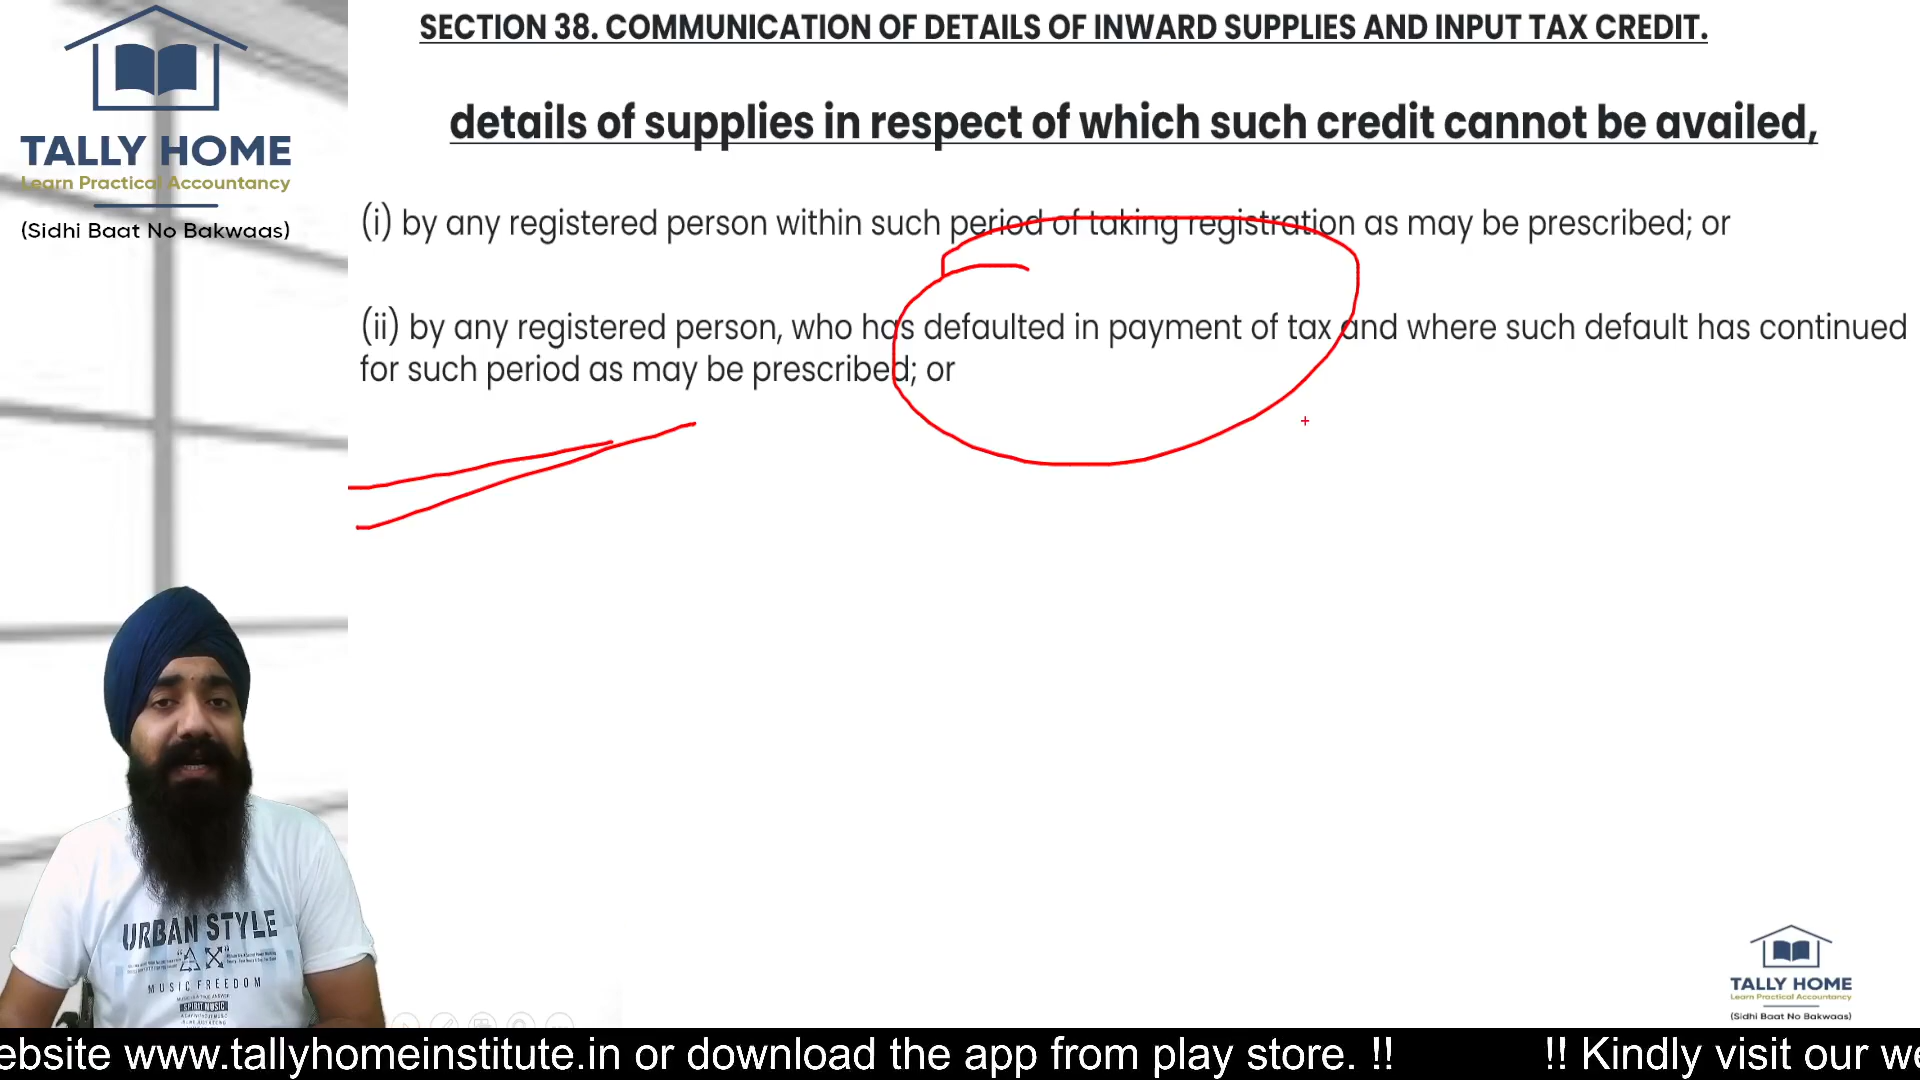 SECTION 38. COMMUNICATION OF DETAILS OF INWARD SUPPLIES AND INPUT TAX CREDIT.
TALLY HOME
Learn Practical Accountancy
(Sidhi Baat No Bakwaas)
details of supplies in respect of which such credit cannot be availed,
(i) by any registered person within such period of taking registration as may be prescribed; or
(ii) by any registered person, who has defaulted in payment of tax and where such default has continued
for such period as may be prescribed; or
URBAN STYLE
MUSIC FREEDOM
SPIRIT MUSIC
TALLY HOME
Learn Practical Accountancy
(Sidhi Baat No Bakwaas)
ebsite www.tallyhomeinstitute.in or download the app from play store. !! !! Kindly visit our we